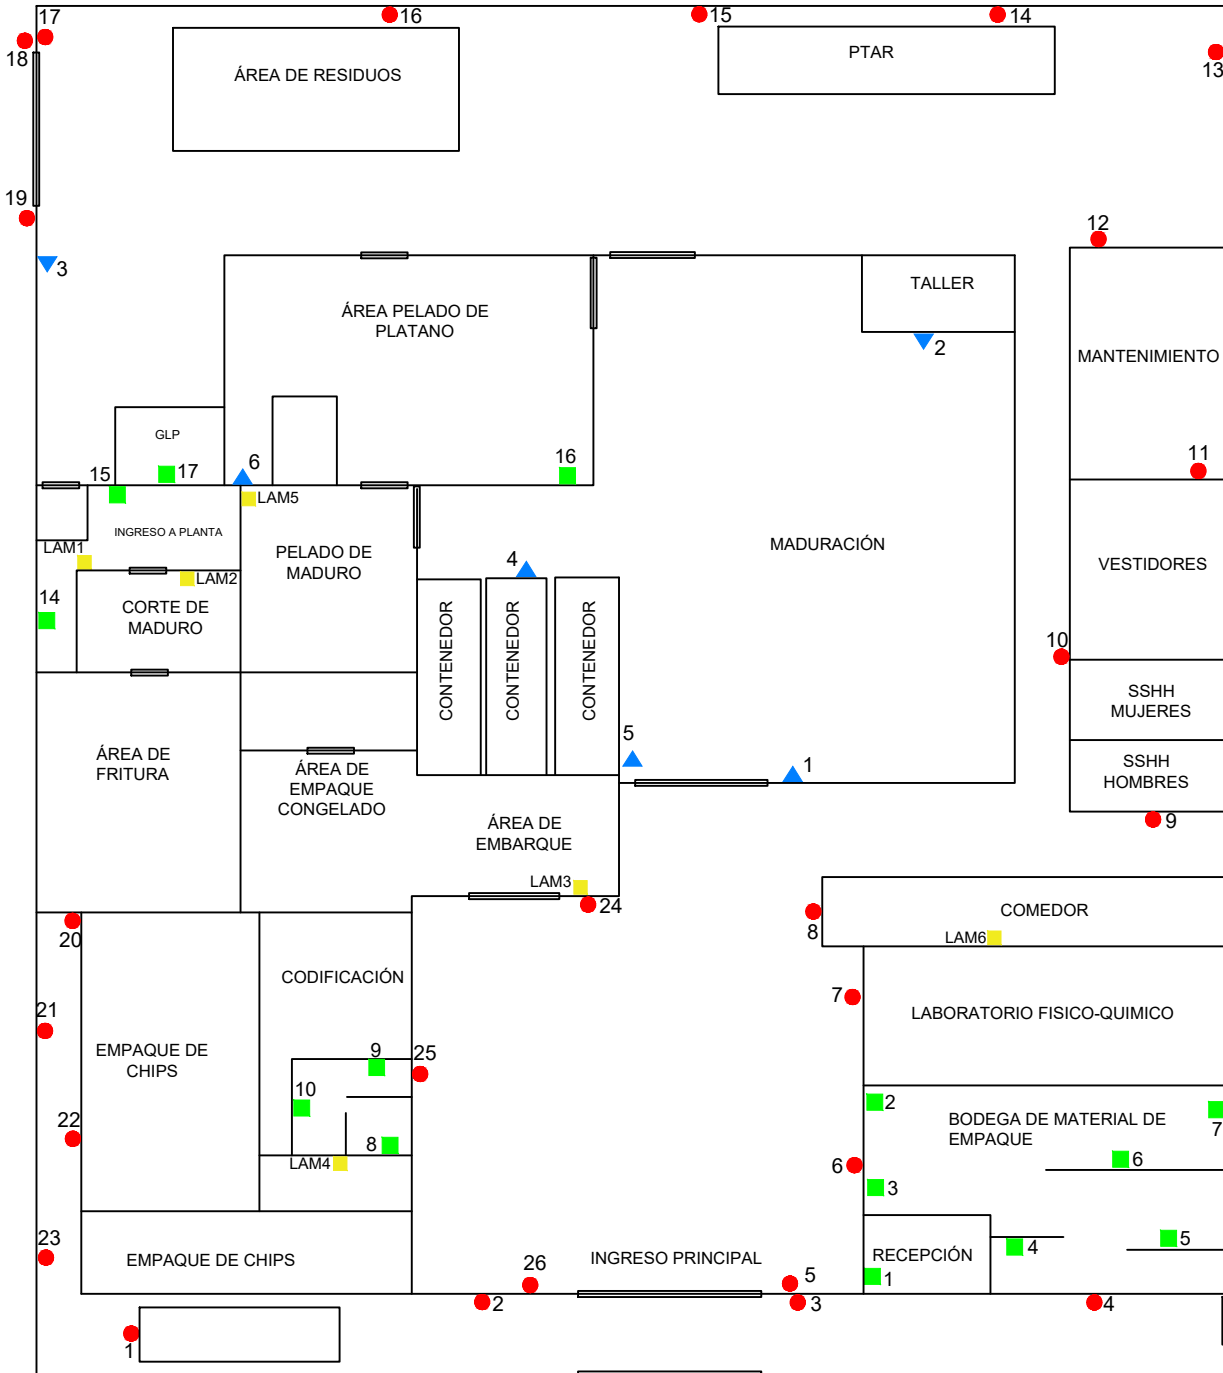 17
16
15
14
18
ÁREA DE RESIDUOS
PTAR
13
19
12
3
TALLER
ÁREA PELADO DE
PLATANO
2
MANTENIMIENTO
GLP
6
16
11
15
17
LAM5
INGRESO A PLANTA
LAM1
LAM2
PELADO DE
MADURO
4
MADURACIÓN
VESTIDORES
14
CORTE DE
MADURO
CONTENEDOR
CONTENEDOR
CONTENEDOR
10
SSHH
MUJERES
5
1
SSHH
HOMBRES
ÁREA DE
FRITURA
ÁREA DE
EMPAQUE
CONGELADO
ÁREA DE
EMBARQUE
9
LAM3
24
8
COMEDOR
LAM6
20
CODIFICACIÓN
7
21
LABORATORIO FISICO-QUIMICO
EMPAQUE DE
CHIPS
9
25
10
2
BODEGA DE MATERIAL DE
EMPAQUE
7
22
8
LAM4
6
6
3
23
EMPAQUE DE CHIPS
INGRESO PRINCIPAL
RECEPCIÓN
4
5
26
5
1
2
3
4
1